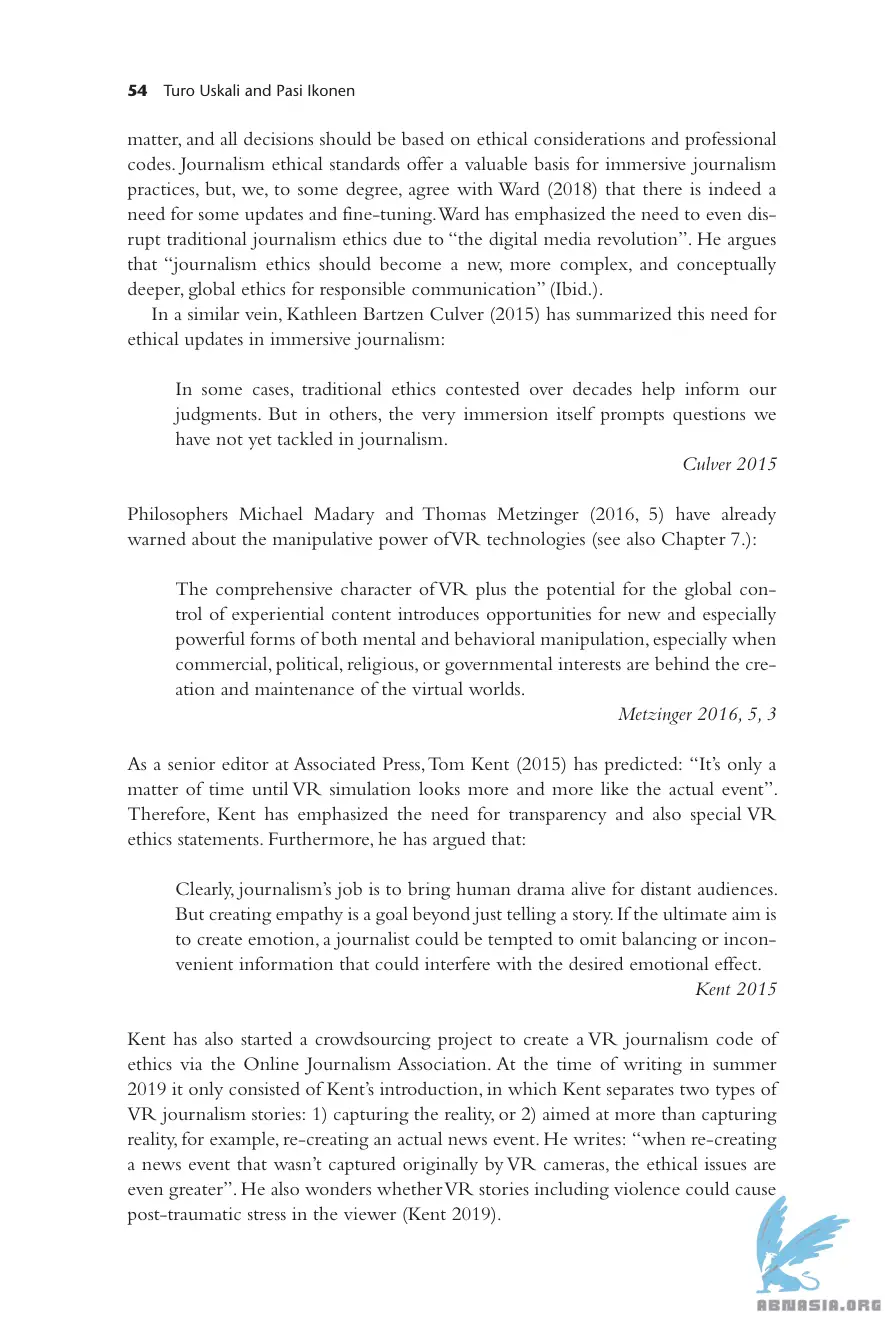 54 Turo Uskali and Pasi Ikonen
matter, and all decisions should be based on ethical considerations and professional
codes. Journalism ethical standards offer a valuable basis for immersive journalism
practices, but, we, to some degree, agree with Ward (2018) that there is indeed a
need for some updates and fine-tuning. Ward has emphasized the need to even dis-
rupt traditional journalism ethics due to “the digital media revolution”. He argues
that “journalism ethics should become a new, more complex, and conceptually
deeper, global ethics for responsible communication” (Ibid.).
In a similar vein, Kathleen Bartzen Culver (2015) has summarized this need for
ethical updates in immersive journalism:
In some cases, traditional ethics contested over decades help inform our
judgments. But in others, the very immersion itself prompts questions we
have not yet tackled in journalism.
Culver 2015
Philosophers Michael Madary and Thomas Metzinger (2016, 5) have already
warned about the manipulative power of VR technologies (see also Chapter 7.):
The comprehensive character of VR plus the potential for the global con-
trol of experiential content introduces opportunities for new and especially
powerful forms of both mental and behavioral manipulation, especially when
commercial, political, religious, or governmental interests are behind the cre-
ation and maintenance of the virtual worlds.
Metzinger 2016, 5, 3
As a senior editor at Associated Press, Tom Kent (2015) has predicted: “It’s only a
matter of time until VR simulation looks more and more like the actual event”.
Therefore, Kent has emphasized the need for transparency and also special VR
ethics statements. Furthermore, he has argued that:
Clearly, journalism’s job is to bring human drama alive for distant audiences.
But creating empathy is a goal beyond just telling a story. If the ultimate aim is
to create emotion, a journalist could be tempted to omit balancing or incon-
venient information that could interfere with the desired emotional effect.
Kent 2015
Kent has also started a crowdsourcing project to create a VR journalism code of
ethics via the Online Journalism Association. At the time of writing in summer
2019 it only consisted of Kent’s introduction, in which Kent separates two types of
VR journalism stories: 1) capturing the reality, or 2) aimed at more than capturing
reality, for example, re-creating an actual news event. He writes: “when re-creating
a news event that wasn’t captured originally by VR cameras, the ethical issues are
even greater”. He also wonders whether VR stories including violence could cause
post-traumatic stress in the viewer (Kent 2019).
ABNASIA.ORG